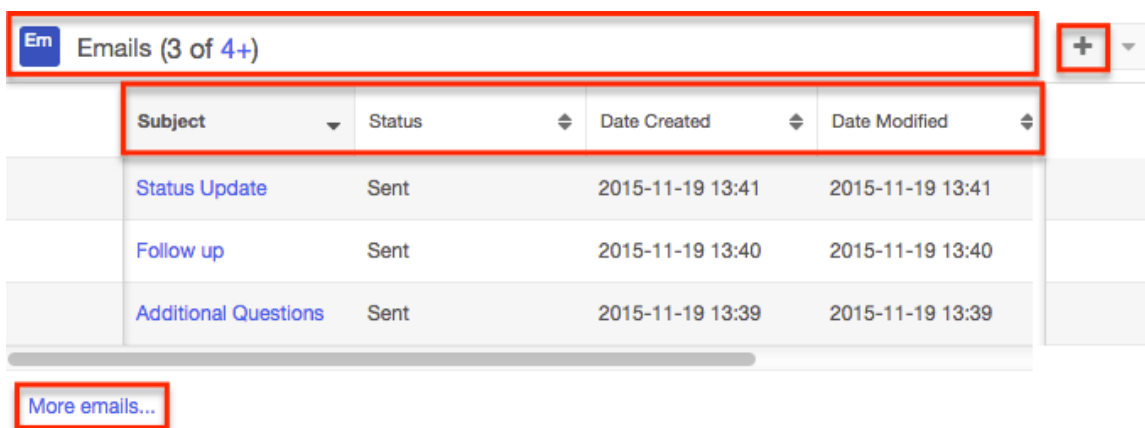 Em Emails (3 of 4+)
Subject Status Date Created Date Modified
Status Update Sent 2015-11-19 13:41 2015-11-19 13:41
Follow up Sent 2015-11-19 13:40 2015-11-19 13:40
Additional Questions Sent 2015-11-19 13:39 2015-11-19 13:39
More emails...